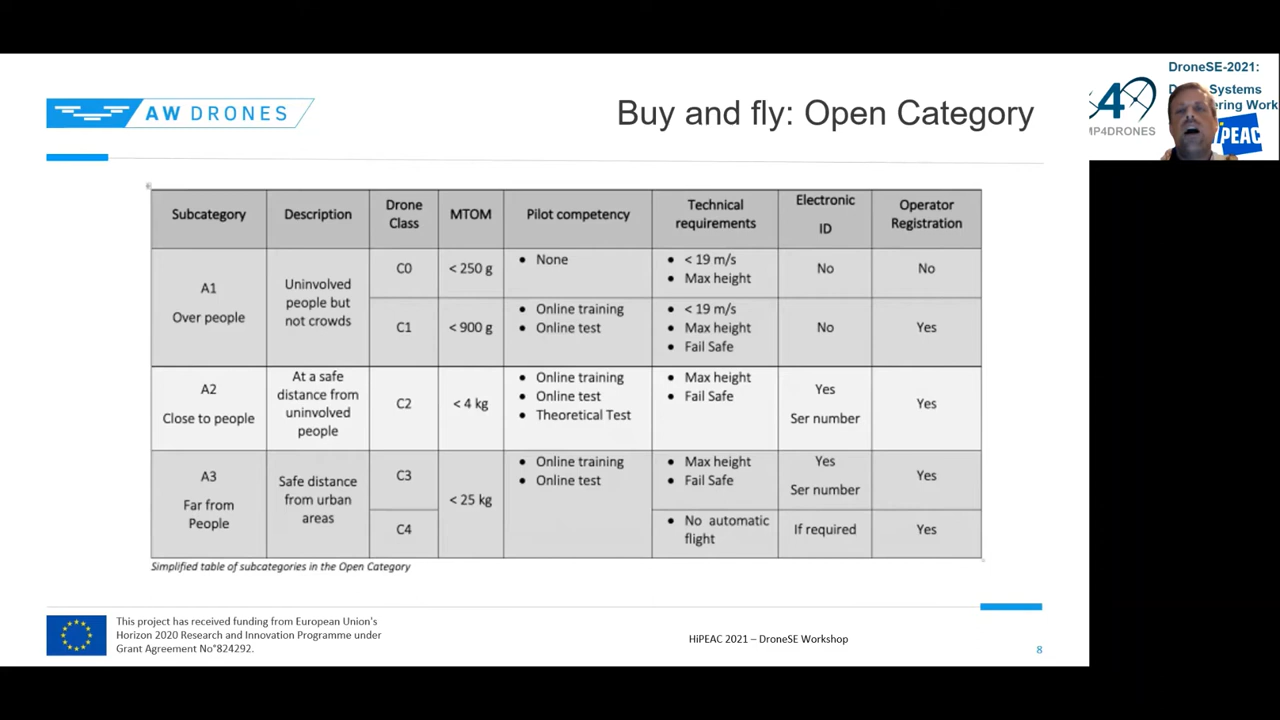 AW DRONES
Buy and fly: Open Category
DroneSE-2021:
Systems
ering Work
4
MP4DRONES
iPEAC
Subcategory
Description
Drone
Class
MTOM
Pilot competency
Technical
requirements
Electronic
ID
Operator
Registration
A1
Over people
Uninvolved
people but
not crowds
C0
< 250 g
• None
• < 19 m/s
• Max height
No
No
C1
< 900 g
• Online training
• Online test
• < 19 m/s
• Max height
• Fail Safe
No
Yes
A2
Close to people
At a safe
distance from
uninvolved
people
C2
< 4 kg
• Online training
• Online test
• Theoretical Test
• Max height
• Fail Safe
Yes
Ser number
Yes
A3
Far from
People
Safe distance
from urban
areas
C3
< 25 kg
• Online training
• Online test
• Max height
• Fail Safe
Yes
Ser number
Yes
C4
• No automatic
flight
If required
Yes
Simplified table of subcategories in the Open Category
This project has received funding from European Union's
Horizon 2020 Research and Innovation Programme under
Grant Agreement No°824292.
HiPEAC 2021 – DroneSE Workshop
8